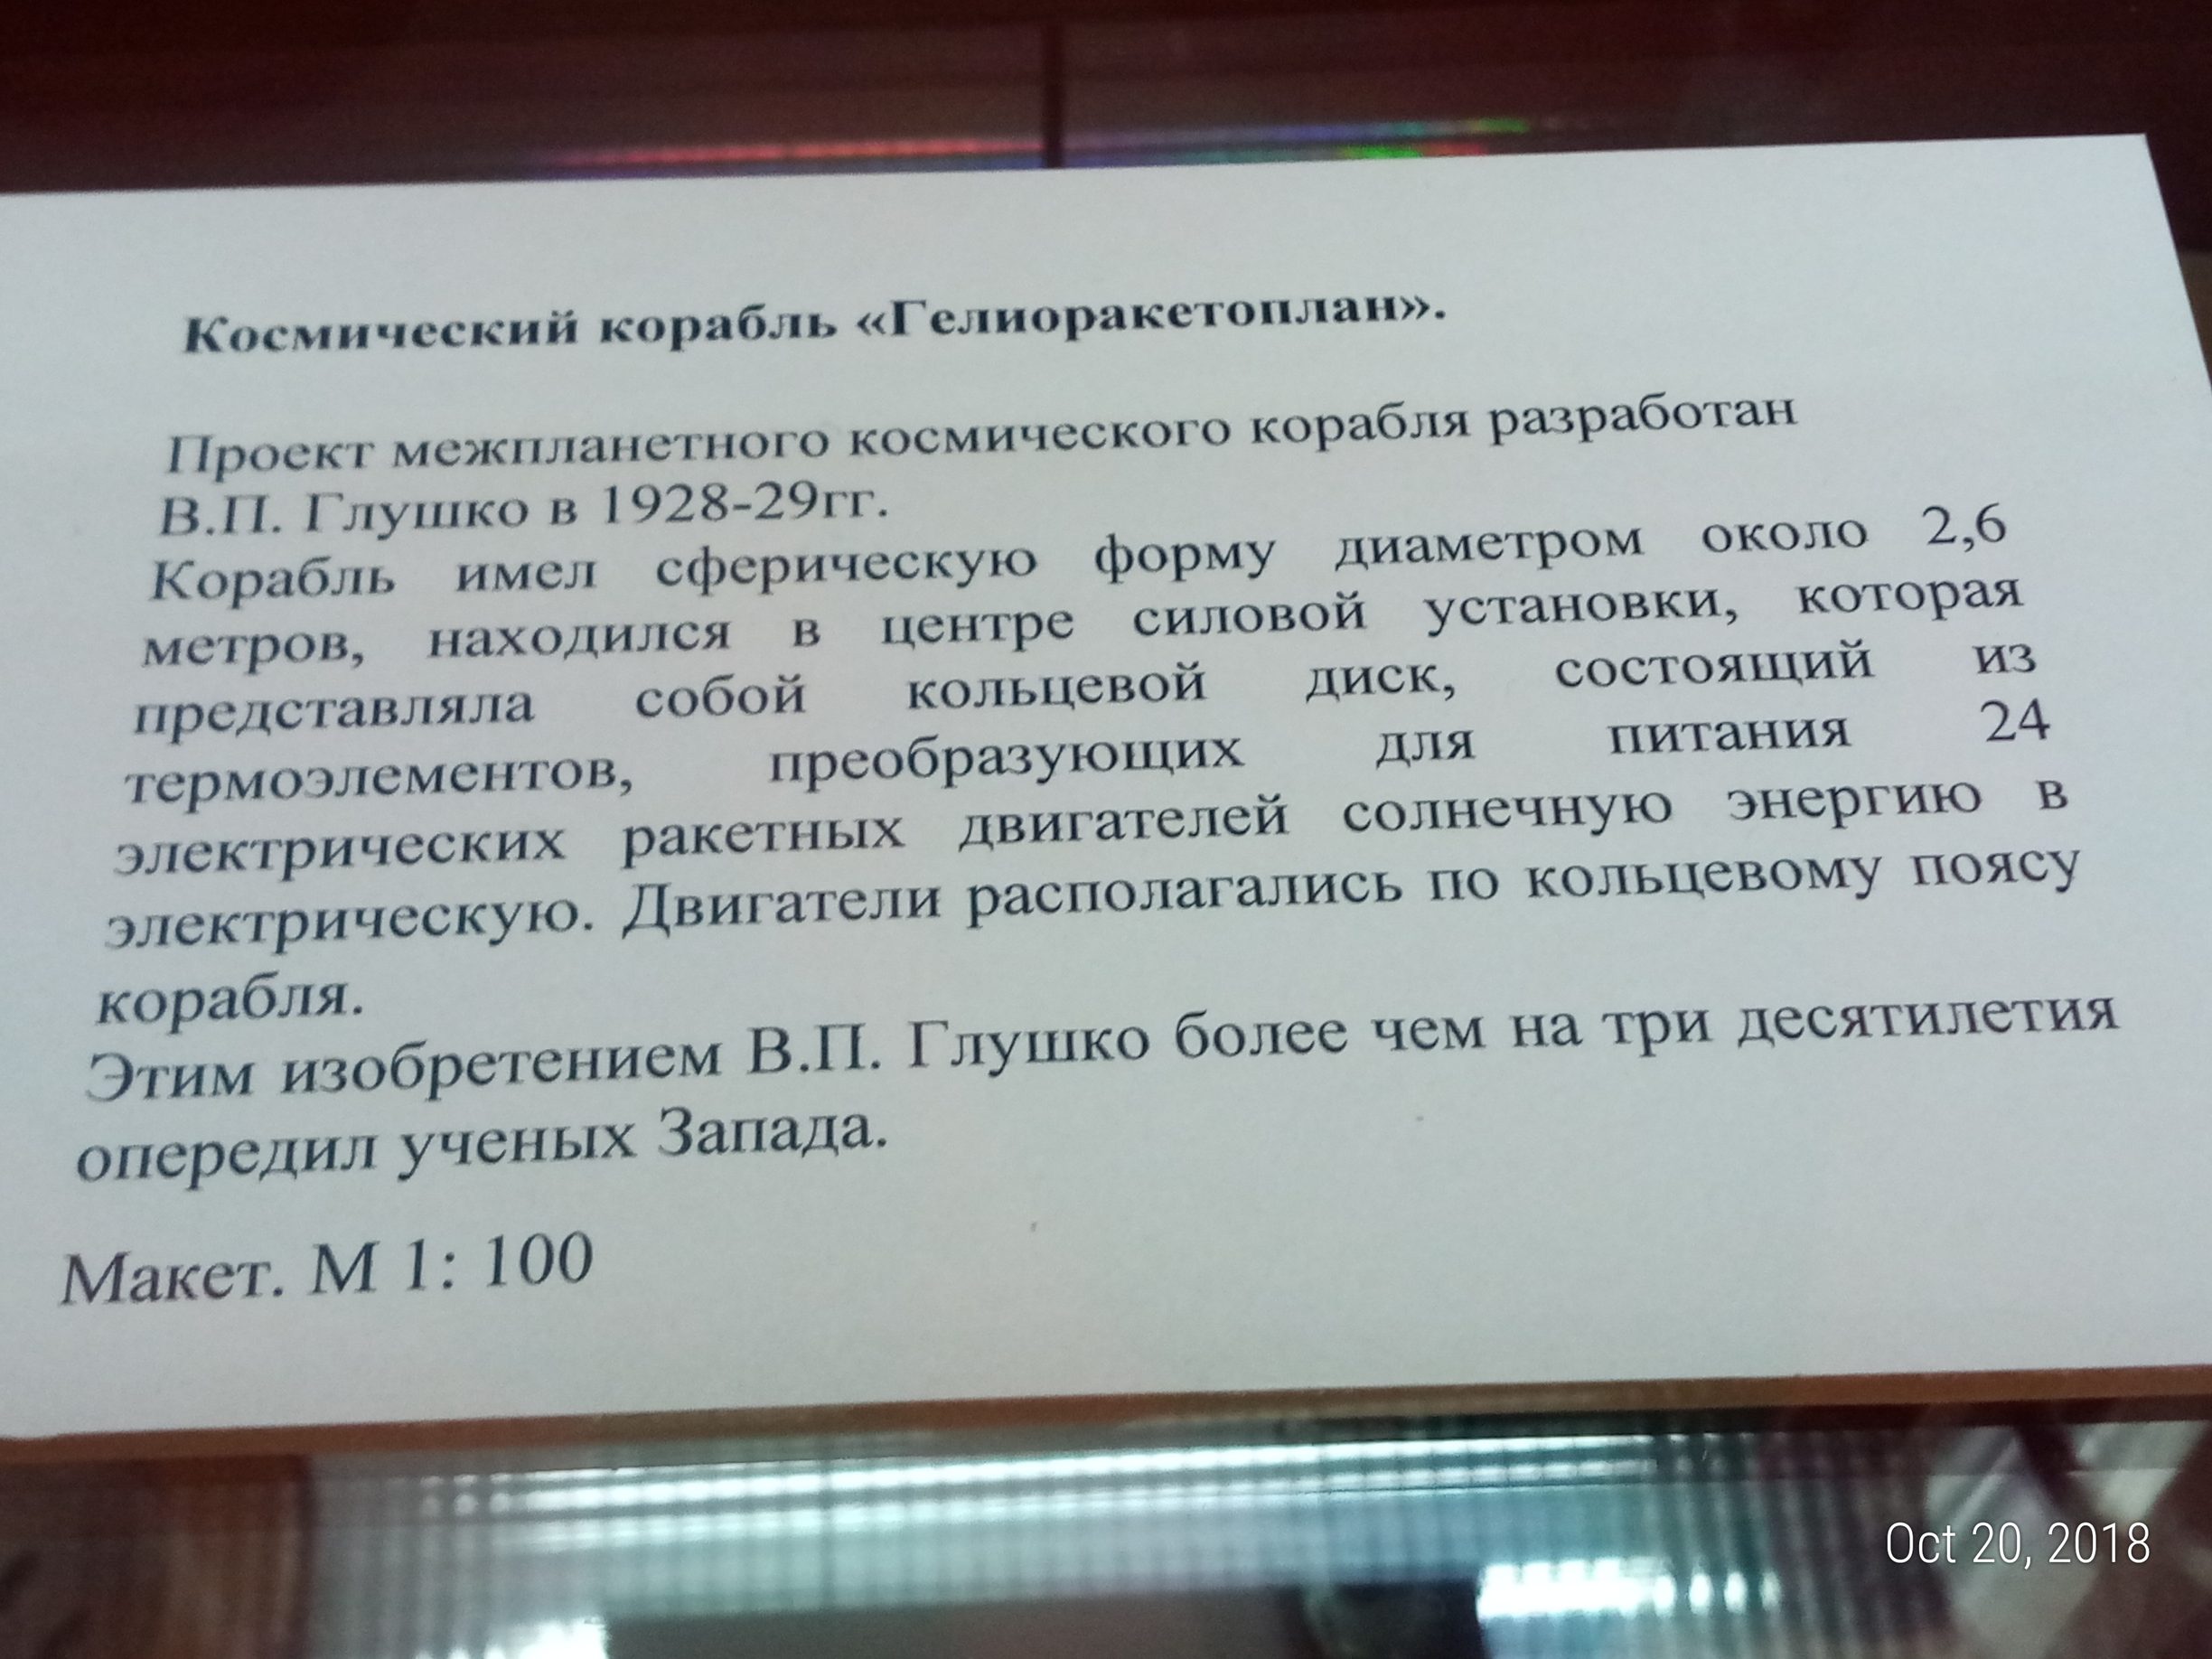 Космический корабль «Гелиоракетоплан».
Проект межпланетного космического корабля разработан
В.П. Глушко в 1928-29гг.
Корабль имел сферическую форму диаметром около 2,6
метров, находился в центре силовой установки, которая
представляла собой кольцевой диск, состоящий из
термоэлементов, преобразующих для питания 24
электрических ракетных двигателей солнечную энергию в
электрическую. Двигатели располагались по кольцевому поясу
корабля.
Этим изобретением В.П. Глушко более чем на три десятилетия
опередил ученых Запада.
Макет. М 1: 100
Oct 20, 2018